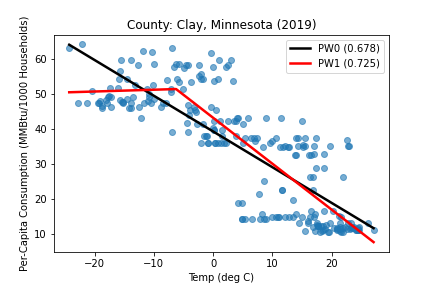 County: Clay, Minnesota (2019)
PW0 (0.678)
PW1 (0.725)
Per-Capita Consumption (MMBtu/1000 Households)
60
50
40
30
20
10
−20 −10 0 10 20
Temp (deg C)